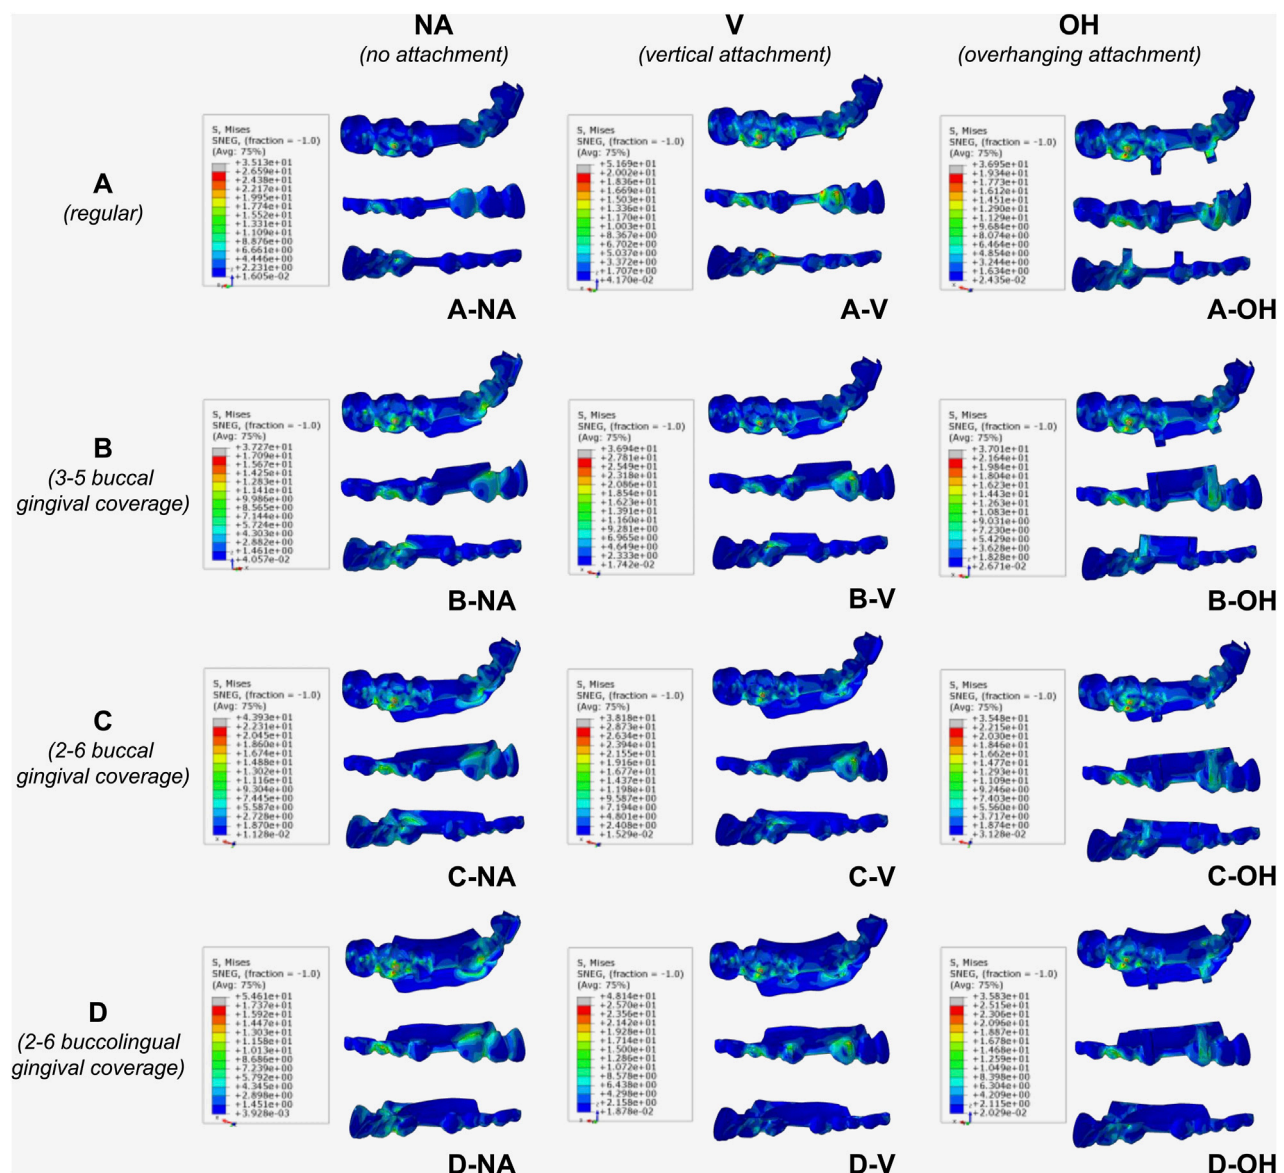 NA
(no attachment)
V
(vertical attachment)
OH
(overhanging attachment)
A
(regular)
S, Mises
SNEG, (fraction = -1.0)
(Avg: 75%)
+3.513e+01
+2.659e+01
+2.438e+01
+2.217e+01
+1.995e+01
+1.774e+01
+1.552e+01
+1.331e+01
+1.109e+01
+8.876e+00
+6.661e+00
+4.446e+00
+2.231e+00
+1.605e-02
A-NA
S, Mises
SNEG, (fraction = -1.0)
(Avg: 75%)
+5.169e+01
+2.002e+01
+1.836e+01
+1.669e+01
+1.503e+01
+1.336e+01
+1.170e+01
+1.003e+01
+8.367e+00
+6.702e+00
+5.037e+00
+3.372e+00
+1.707e+00
+4.170e-02
A-V
S, Mises
SNEG, (fraction = -1.0)
(Avg: 75%)
+3.695e+01
+1.934e+01
+1.773e+01
+1.612e+01
+1.451e+01
+1.290e+01
+1.129e+01
+9.684e+00
+8.074e+00
+6.464e+00
+4.854e+00
+3.244e+00
+1.634e+00
+2.435e-02
A-OH
B
(3-5 buccal
gingival coverage)
S, Mises
SNEG, (fraction = -1.0)
(Avg: 75%)
+3.727e+01
+1.709e+01
+1.567e+01
+1.425e+01
+1.283e+01
+1.141e+01
+9.986e+00
+8.565e+00
+7.144e+00
+5.724e+00
+4.303e+00
+2.882e+00
+1.461e+00
+4.057e-02
B-NA
S, Mises
SNEG, (fraction = -1.0)
(Avg: 75%)
+3.694e+01
+2.781e+01
+2.549e+01
+2.318e+01
+2.086e+01
+1.854e+01
+1.623e+01
+1.391e+01
+1.160e+01
+9.281e+00
+6.965e+00
+4.649e+00
+2.333e+00
+1.742e-02
B-V
S, Mises
SNEG, (fraction = -1.0)
(Avg: 75%)
+3.701e+01
+2.164e+01
+1.984e+01
+1.804e+01
+1.623e+01
+1.443e+01
+1.263e+01
+1.083e+01
+9.031e+00
+7.230e+00
+5.429e+00
+3.628e+00
+1.828e+00
+2.671e-02
B-OH
C
(2-6 buccal
gingival coverage)
S, Mises
SNEG, (fraction = -1.0)
(Avg: 75%)
+4.393e+01
+2.231e+01
+2.045e+01
+1.860e+01
+1.674e+01
+1.488e+01
+1.302e+01
+1.116e+01
+9.304e+00
+7.445e+00
+5.587e+00
+2.728e+00
+1.870e+00
+1.128e-02
C-NA
S, Mises
SNEG, (fraction = -1.0)
(Avg: 75%)
+3.818e+01
+2.873e+01
+2.634e+01
+2.394e+01
+2.155e+01
+1.916e+01
+1.677e+01
+1.437e+01
+1.198e+01
+9.587e+00
+7.194e+00
+4.801e+00
+2.408e+00
+1.529e-02
C-V
S, Mises
SNEG, (fraction = -1.0)
(Avg: 75%)
+3.548e+01
+2.215e+01
+2.030e+01
+1.846e+01
+1.662e+01
+1.477e+01
+1.293e+01
+1.109e+01
+9.246e+00
+7.403e+00
+5.560e+00
+3.717e+00
+1.874e+00
+3.128e-02
C-OH
D
(2-6 buccolingual
gingival coverage)
S, Mises
SNEG, (fraction = -1.0)
(Avg: 75%)
+5.461e+01
+1.737e+01
+1.592e+01
+1.447e+01
+1.303e+01
+1.158e+01
+1.013e+01
+8.686e+00
+7.239e+00
+5.792e+00
+4.345e+00
+2.898e+00
+1.451e+00
+3.928e-03
D-NA
S, Mises
SNEG, (fraction = -1.0)
(Avg: 75%)
+4.814e+01
+2.570e+01
+2.356e+01
+2.142e+01
+1.928e+01
+1.714e+01
+1.500e+01
+1.286e+01
+1.072e+01
+8.578e+00
+6.438e+00
+4.298e+00
+2.158e+00
+1.878e-02
D-V
S, Mises
SNEG, (fraction = -1.0)
(Avg: 75%)
+3.583e+01
+2.515e+01
+2.306e+01
+2.096e+01
+1.887e+01
+1.678e+01
+1.468e+01
+1.259e+01
+1.049e+01
+8.398e+00
+6.304e+00
+4.209e+00
+2.115e+00
+2.029e-02
D-OH